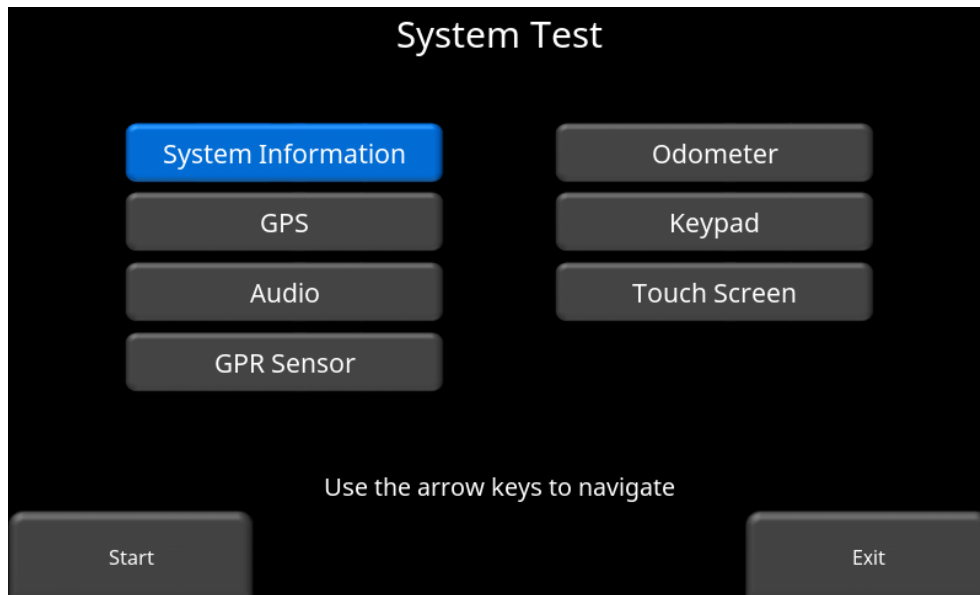 System Test
System Information
Odometer
GPS
Keypad
Audio
Touch Screen
GPR Sensor
Use the arrow keys to navigate
Start
Exit